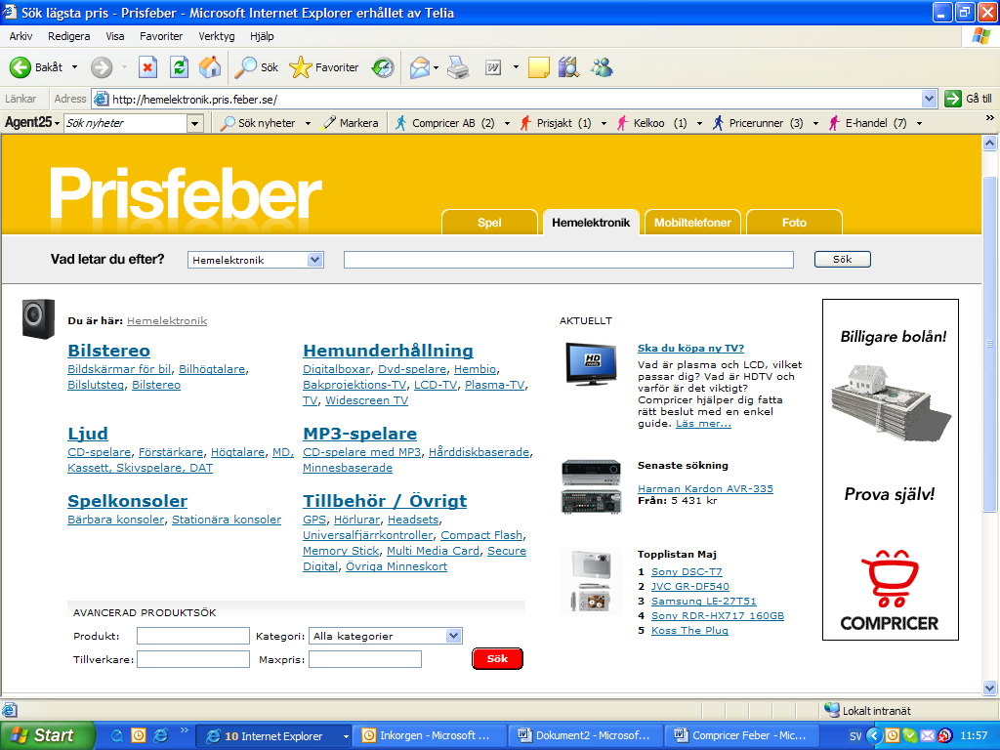 Sök lägsta pris - Prisfeber - Microsoft Internet Explorer erhållet av Telia
Arkiv Redigera Visa Favoriter Verktyg Hjälp
Bakåt Sök Favoriter
Länkar Adress http://hemelektronik.pris.feber.se/ Gå till
Agent25 Sök nyheter Sök nyheter Markera Compricer AB (2) Prisjakt (1) Kelkoo (1) Pricerunner (3) E-handel (7) »
Prisfeber
Spel Hemelektronik Mobiltelefoner Foto
Vad letar du efter? Hemelektronik Sök
Du är här: Hemelektronik
Bilstereo
Bildskärmar för bil, Bilhögtalare,
Bilslutsteg, Bilstereo
Hemunderhållning
Digitalboxar, Dvd-spelare, Hembio,
Bakprojektions-TV, LCD-TV, Plasma-TV,
TV, Widescreen TV
Ljud
CD-spelare, Förstärkare, Högtalare, MD,
Kassett, Skivspelare, DAT
MP3-spelare
CD-spelare med MP3, Hårddiskbaserade,
Minnesbaserade
Spelkonsoler
Bärbara konsoler, Stationära konsoler
Tillbehör / Övrigt
GPS, Hörlurar, Headsets,
Universalfjärrkontroller, Compact Flash,
Memory Stick, Multi Media Card, Secure
Digital, Övriga Minneskort
AVANCERAD PRODUKTSÖK
Produkt: Kategori: Alla kategorier
Tillverkare: Maxpris: Sök
AKTUELLT
HD ready
Ska du köpa ny TV?
Vad är plasma och LCD, vilket
passar dig? Vad är HDTV och
varför är det viktigt?
Compricer hjälper dig fatta
rätt beslut med en enkel
guide. Läs mer...
Senaste sökning
Harman Kardon AVR-335
Från: 5 431 kr
Topplistan Maj
1 Sony DSC-T7
2 JVC GR-DF540
3 Samsung LE-27T51
4 Sony RDR-HX717 160GB
5 Koss The Plug
Billigare bolån!
Prova själv!
COMPRICER
Lokalt intranät
Start » 10 Internet Explorer Inkorgen - Microsoft ... Dokument2 - Microsof... Compricer Feber - Mic... SV 11:57